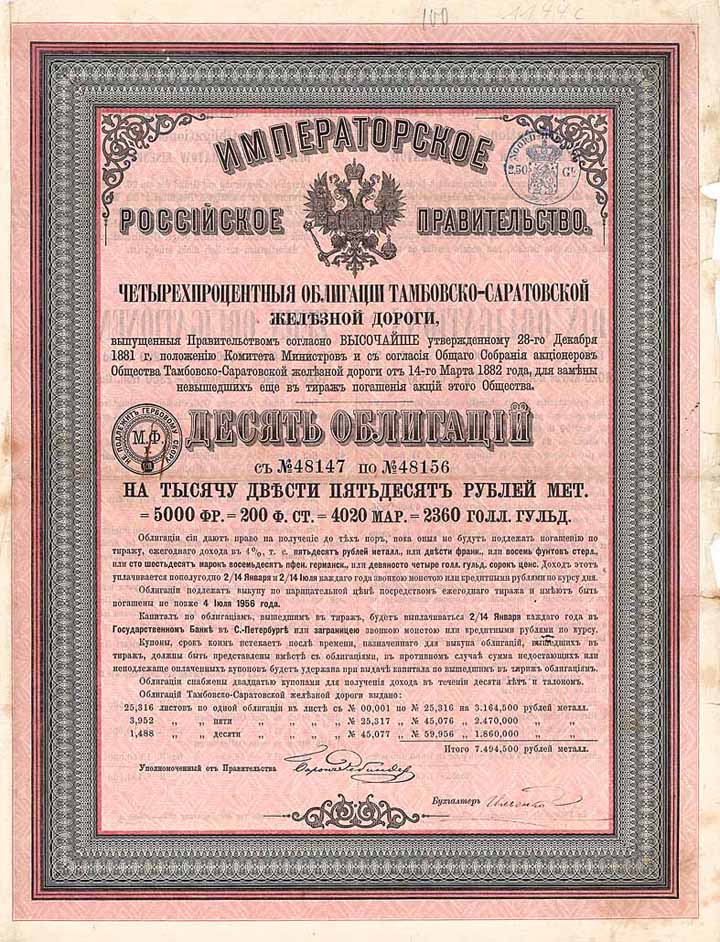 100
1144c
ИМПЕРАТОРСКОЕ
РОССІЙСКОЕ ПРАВИТЕЛЬСТВО.
2,50 Gl.
ЧЕТЫРЕХПРОЦЕНТНЫЯ ОБЛИГАЦІИ ТАМБОВСКО-САРАТОВСКОЙ
ЖЕЛѢЗНОЙ ДОРОГИ,
выпущенныя Правительствомъ согласно ВЫСОЧАЙШЕ утвержденному 28-го Декабря
1881 г. положенію Комитета Министровъ и съ согласія Общаго Собранія акціонеровъ
Общества Тамбовско-Саратовской желѣзной дороги отъ 14-го Марта 1882 года, для замѣны
невышедшихъ еще въ тиражъ погашенія акцій этого Общества.
НЕ ПОДЛЕЖИТЪ ГЕРБОВОМУ СБОРУ
М.Ф.
ДЕСЯТЬ ОБЛИГАЦІЙ
съ №48147 по №48156
НА ТЫСЯЧУ ДВѢСТИ ПЯТЬДЕСЯТЪ РУБЛЕЙ МЕТ.
= 5000 ФР. = 200 Ф. СТ. = 4020 МАР. = 2360 ГОЛЛ. ГУЛЬД.
Облигаціи сіи даютъ право на полученіе до тѣхъ поръ, пока оныя не будутъ подлежать погашенію по
тиражу, ежегоднаго дохода въ 4%, т. е. пятьдесятъ рублей металл., или двѣсти франк., или восемь фунтовъ стерл.,
или сто шестьдесятъ марокъ восемьдесятъ пфен. германск., или девяносто четыре голл. гульд. сорокъ ценс. Доходъ этотъ
уплачивается полугодно 2/14 Января и 2/14 Іюля каждаго года звонкою монетою или кредитными рублями по курсу дня.
Облигаціи подлежатъ выкупу по нарицательной цѣнѣ посредствомъ ежегоднаго тиража и имѣютъ быть
погашены не позже 4 Іюля 1956 года.
Капиталъ по облигаціямъ, вышедшимъ въ тиражъ, будетъ выплачиваться 2/14 Января каждаго года въ
Государственномъ Банкѣ въ С.-Петербургѣ или заграницею звонкою монетою или кредитными рублями по курсу.
Купоны, срокъ коимъ истекаетъ послѣ времени, назначеннаго для выкупа облигацій, вышедшихъ въ
тиражъ, должны быть представлены вмѣстѣ съ облигаціями, въ противномъ случаѣ сумма недостающихъ или
неподлежаще оплаченныхъ купоновъ будетъ удержана при выдачѣ капитала по вышедшимъ въ тиражъ облигаціямъ.
Облигаціи снабжены двадцатью купонами для полученія дохода въ теченіи десяти лѣтъ и талономъ.
Облигацій Тамбовско-Саратовской желѣзной дороги выдано:
25,316 листовъ по одной облигаціи въ листѣ съ № 00,001 по № 25,316 на 3.164,500 рублей металл.
3,952 „ „ пяти „ „ „ „ № 25,317 „ № 45,076 „ 2.470,000 „ „
1,488 „ „ десяти „ „ „ „ № 45,077 „ № 59,956 „ 1.860,000 „ „
Итого 7.494,500 рублей металл.
Уполномоченный отъ Правительства
Бухгалтеръ